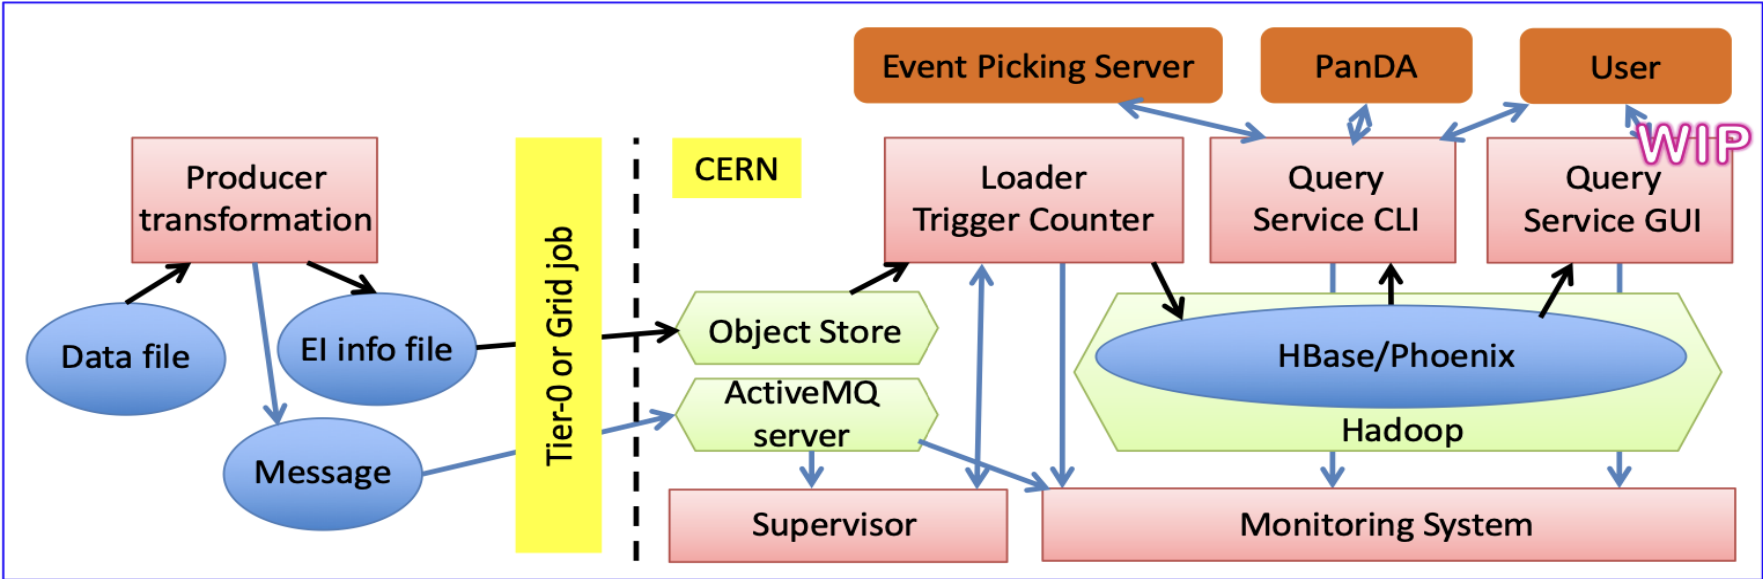 Event Picking Server
PanDA
User
WIP
Producer
transformation
CERN
Loader
Trigger Counter
Query
Service CLI
Query
Service GUI
Data file
EI info file
Message
Tier-0 or Grid job
Object Store
ActiveMQ
server
HBase/Phoenix
Hadoop
Supervisor
Monitoring System